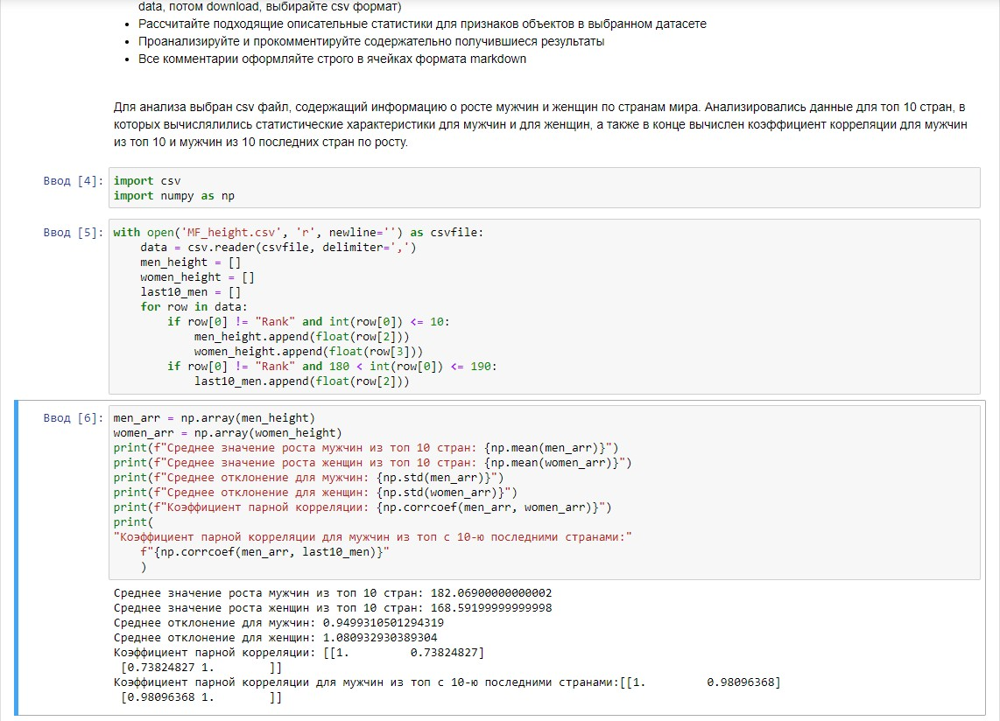 data, потом download, выбирайте csv формат)
• Рассчитайте подходящие описательные статистики для признаков объектов в выбранном датасете
• Проанализируйте и прокомментируйте содержательно получившиеся результаты
• Все комментарии оформляйте строго в ячейках формата markdown
Для анализа выбран csv файл, содержащий информацию о росте мужчин и женщин по странам мира. Анализировались данные для топ 10 стран, в
которых вычислялились статистические характеристики для мужчин и для женщин, а также в конце вычислен коэффициент корреляции для мужчин
из топ 10 и мужчин из 10 последних стран по росту.
Ввод [4]: import csv
import numpy as np
Ввод [5]: with open('MF_height.csv', 'r', newline='') as csvfile:
    data = csv.reader(csvfile, delimiter=',')
    men_height = []
    women_height = []
    last10_men = []
    for row in data:
        if row[0] != "Rank" and int(row[0]) <= 10:
            men_height.append(float(row[2]))
            women_height.append(float(row[3]))
        if row[0] != "Rank" and 180 < int(row[0]) <= 190:
            last10_men.append(float(row[2]))
Ввод [6]: men_arr = np.array(men_height)
women_arr = np.array(women_height)
print(f"Среднее значение роста мужчин из топ 10 стран: {np.mean(men_arr)}")
print(f"Среднее значение роста женщин из топ 10 стран: {np.mean(women_arr)}")
print(f"Среднее отклонение для мужчин: {np.std(men_arr)}")
print(f"Среднее отклонение для женщин: {np.std(women_arr)}")
print(f"Коэффициент парной корреляции: {np.corrcoef(men_arr, women_arr)}")
print(
"Коэффициент парной корреляции для мужчин из топ с 10-ю последними странами:"
    f"{np.corrcoef(men_arr, last10_men)}"
    )
Среднее значение роста мужчин из топ 10 стран: 182.06900000000002
Среднее значение роста женщин из топ 10 стран: 168.59199999999998
Среднее отклонение для мужчин: 0.9499310501294319
Среднее отклонение для женщин: 1.080932930389304
Коэффициент парной корреляции: [[1.         0.73824827]
 [0.73824827 1.        ]]
Коэффициент парной корреляции для мужчин из топ с 10-ю последними странами:[[1.         0.98096368]
 [0.98096368 1.        ]]